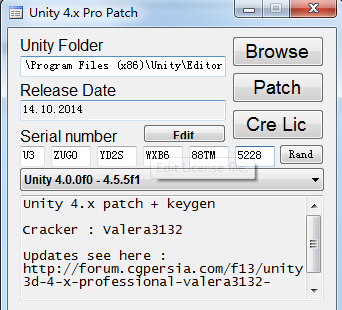 Unity 4.x Pro Patch
Unity Folder
Browse
\Program Files (x86)\Unity\Editor
Release Date
Patch
14.10.2014
Cre Lic
Serial number
Edit
U3 ZUGO YD2S WXB6 88TM 5228 Rand
Edit License file.
Unity 4.0.0f0 - 4.5.5f1
Unity 4.x patch + keygen
Cracker : Valera3132
Updates see here :
http://forum.cgpersia.com/f13/unity
3d-4-x-professional-valera3132-